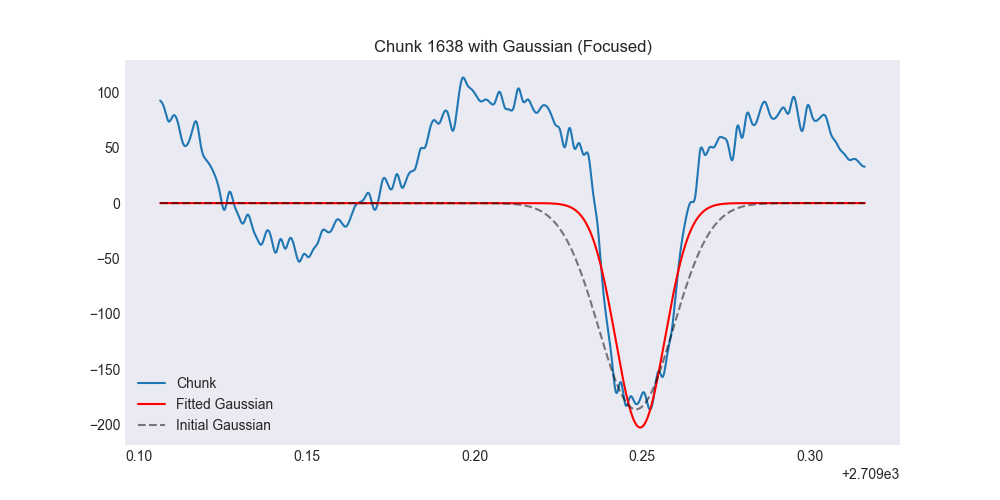 Chunk 1638 with Gaussian (Focused)
100
50
0
−50
−100
−150
−200
Chunk
Fitted Gaussian
Initial Gaussian
0.10 0.15 0.20 0.25 0.30
+2.709e3